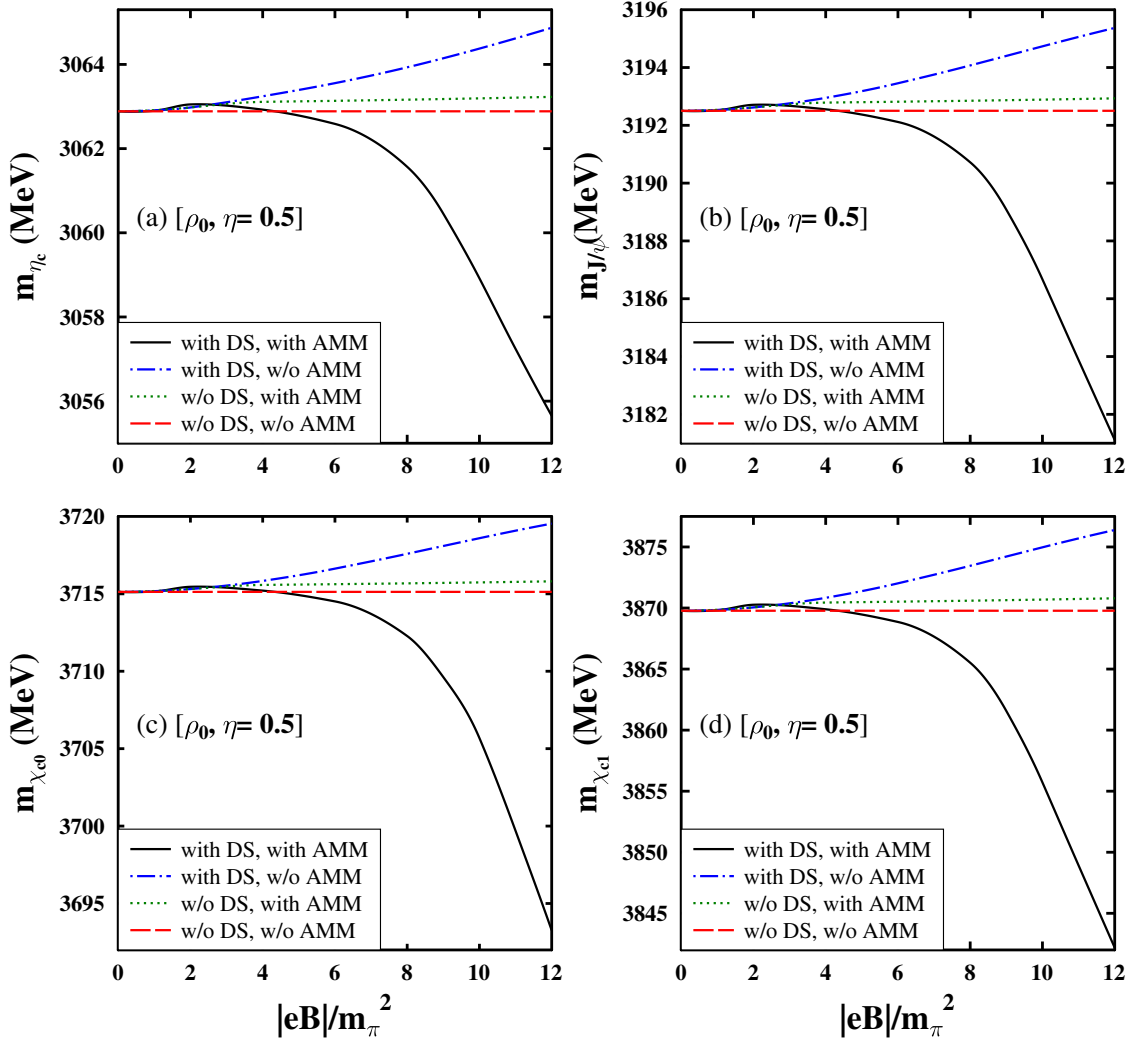 3064
3062
3060
3058
3056
m_ηc (MeV)
(a) [ρ0, η= 0.5]
with DS, with AMM
with DS, w/o AMM
w/o DS, with AMM
w/o DS, w/o AMM
0 2 4 6 8 10 12
3196
3194
3192
3190
3188
3186
3184
3182
m_J/ψ (MeV)
(b) [ρ0, η= 0.5]
with DS, with AMM
with DS, w/o AMM
w/o DS, with AMM
w/o DS, w/o AMM
0 2 4 6 8 10 12
3720
3715
3710
3705
3700
3695
m_χc0 (MeV)
(c) [ρ0, η= 0.5]
with DS, with AMM
with DS, w/o AMM
w/o DS, with AMM
w/o DS, w/o AMM
0 2 4 6 8 10 12
|eB|/m_π^2
3875
3870
3865
3860
3855
3850
3845
m_χc1 (MeV)
(d) [ρ0, η= 0.5]
with DS, with AMM
with DS, w/o AMM
w/o DS, with AMM
w/o DS, w/o AMM
0 2 4 6 8 10 12
|eB|/m_π^2